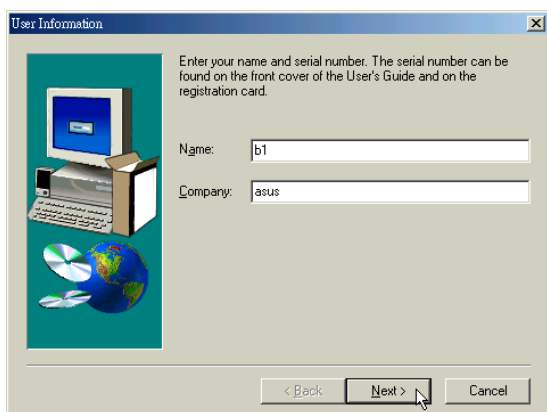 User Information
Enter your name and serial number. The serial number can be
found on the front cover of the User's Guide and on the
registration card.
Name: b1
Company: asus
< Back Next > Cancel